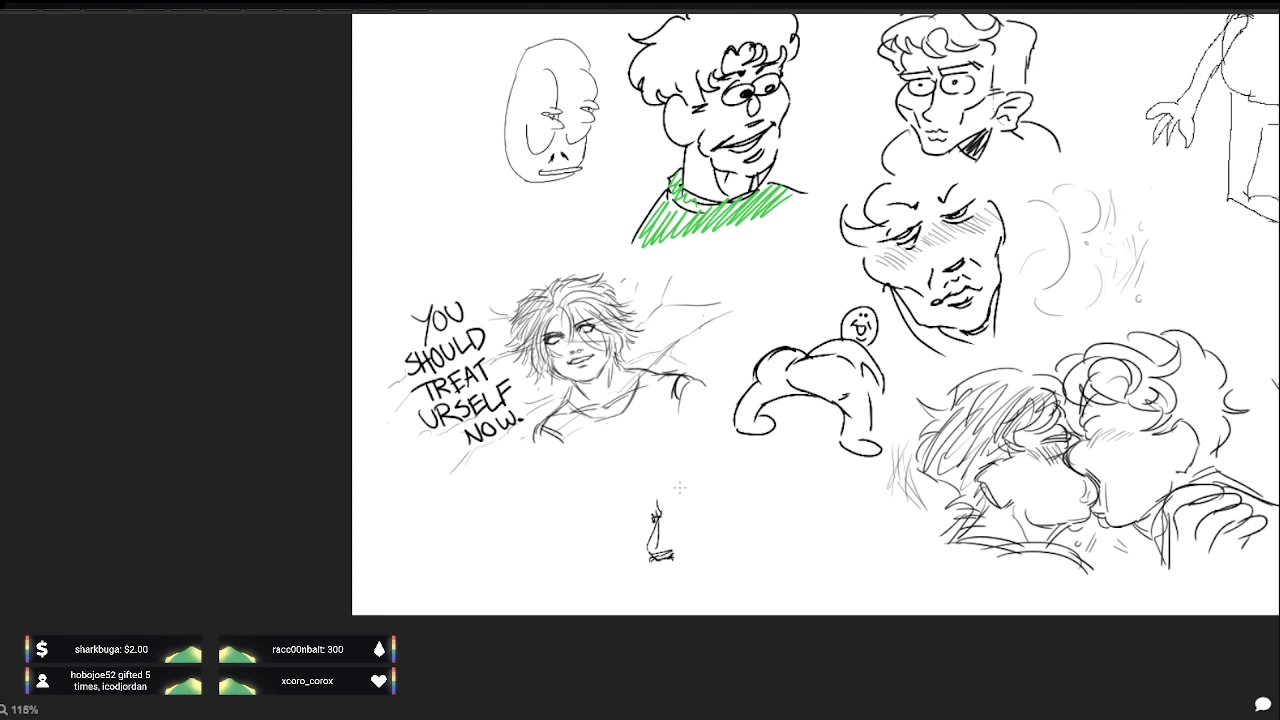 YOU
SHOULD
TREAT
URSELF
NOW.
$ sharkbuga: $2.00
racc00nbait: 300
hobojoe52 gifted 5
times, icodjordan
xcoro_corox
115%